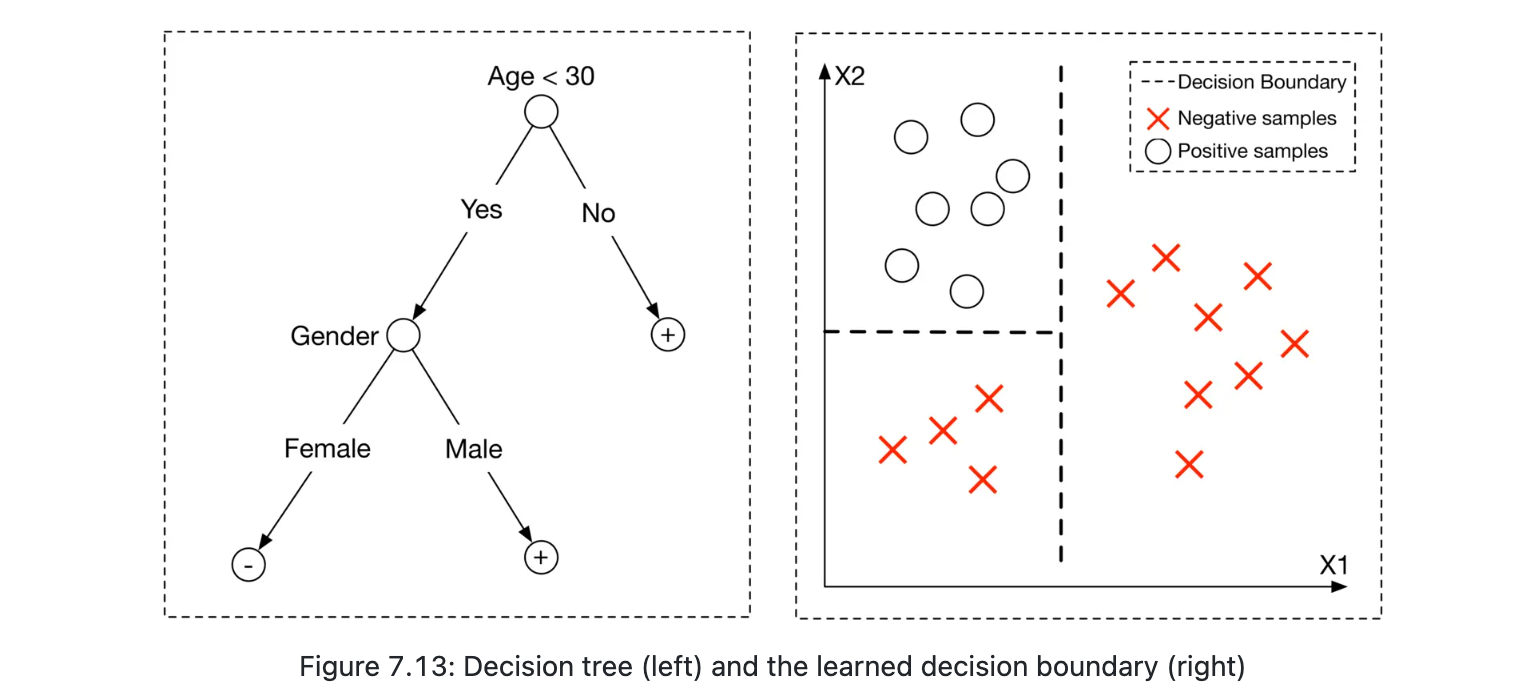 Age < 30
Yes
No
Gender
+
Female
Male
-
+
X2
---Decision Boundary
Negative samples
Positive samples
X1
Figure 7.13: Decision tree (left) and the learned decision boundary (right)